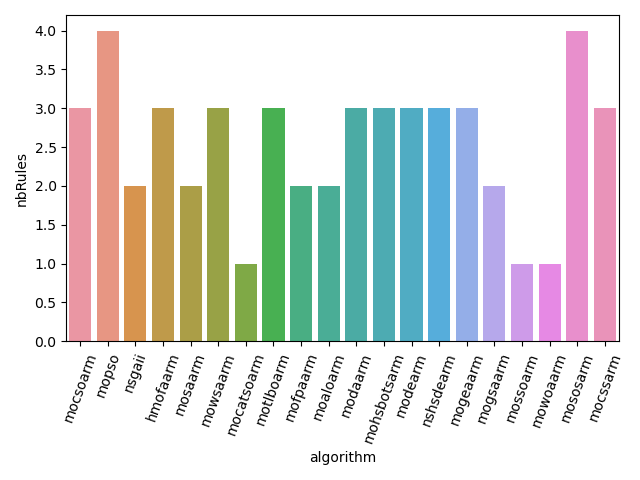 4.0
3.5
3.0
2.5
2.0
1.5
1.0
0.5
0.0
nbRules
mocsoarm
mopso
nsgaii
hmofaarm
mosaarm
mowsaarm
mocatsoarm
motlboarm
mofpaarm
moaloarm
modaarm
mohsbotsarm
modearm
nshsdearm
mogeaarm
mogsaarm
mossoarm
mowoaarm
mososarm
mocssarm
algorithm